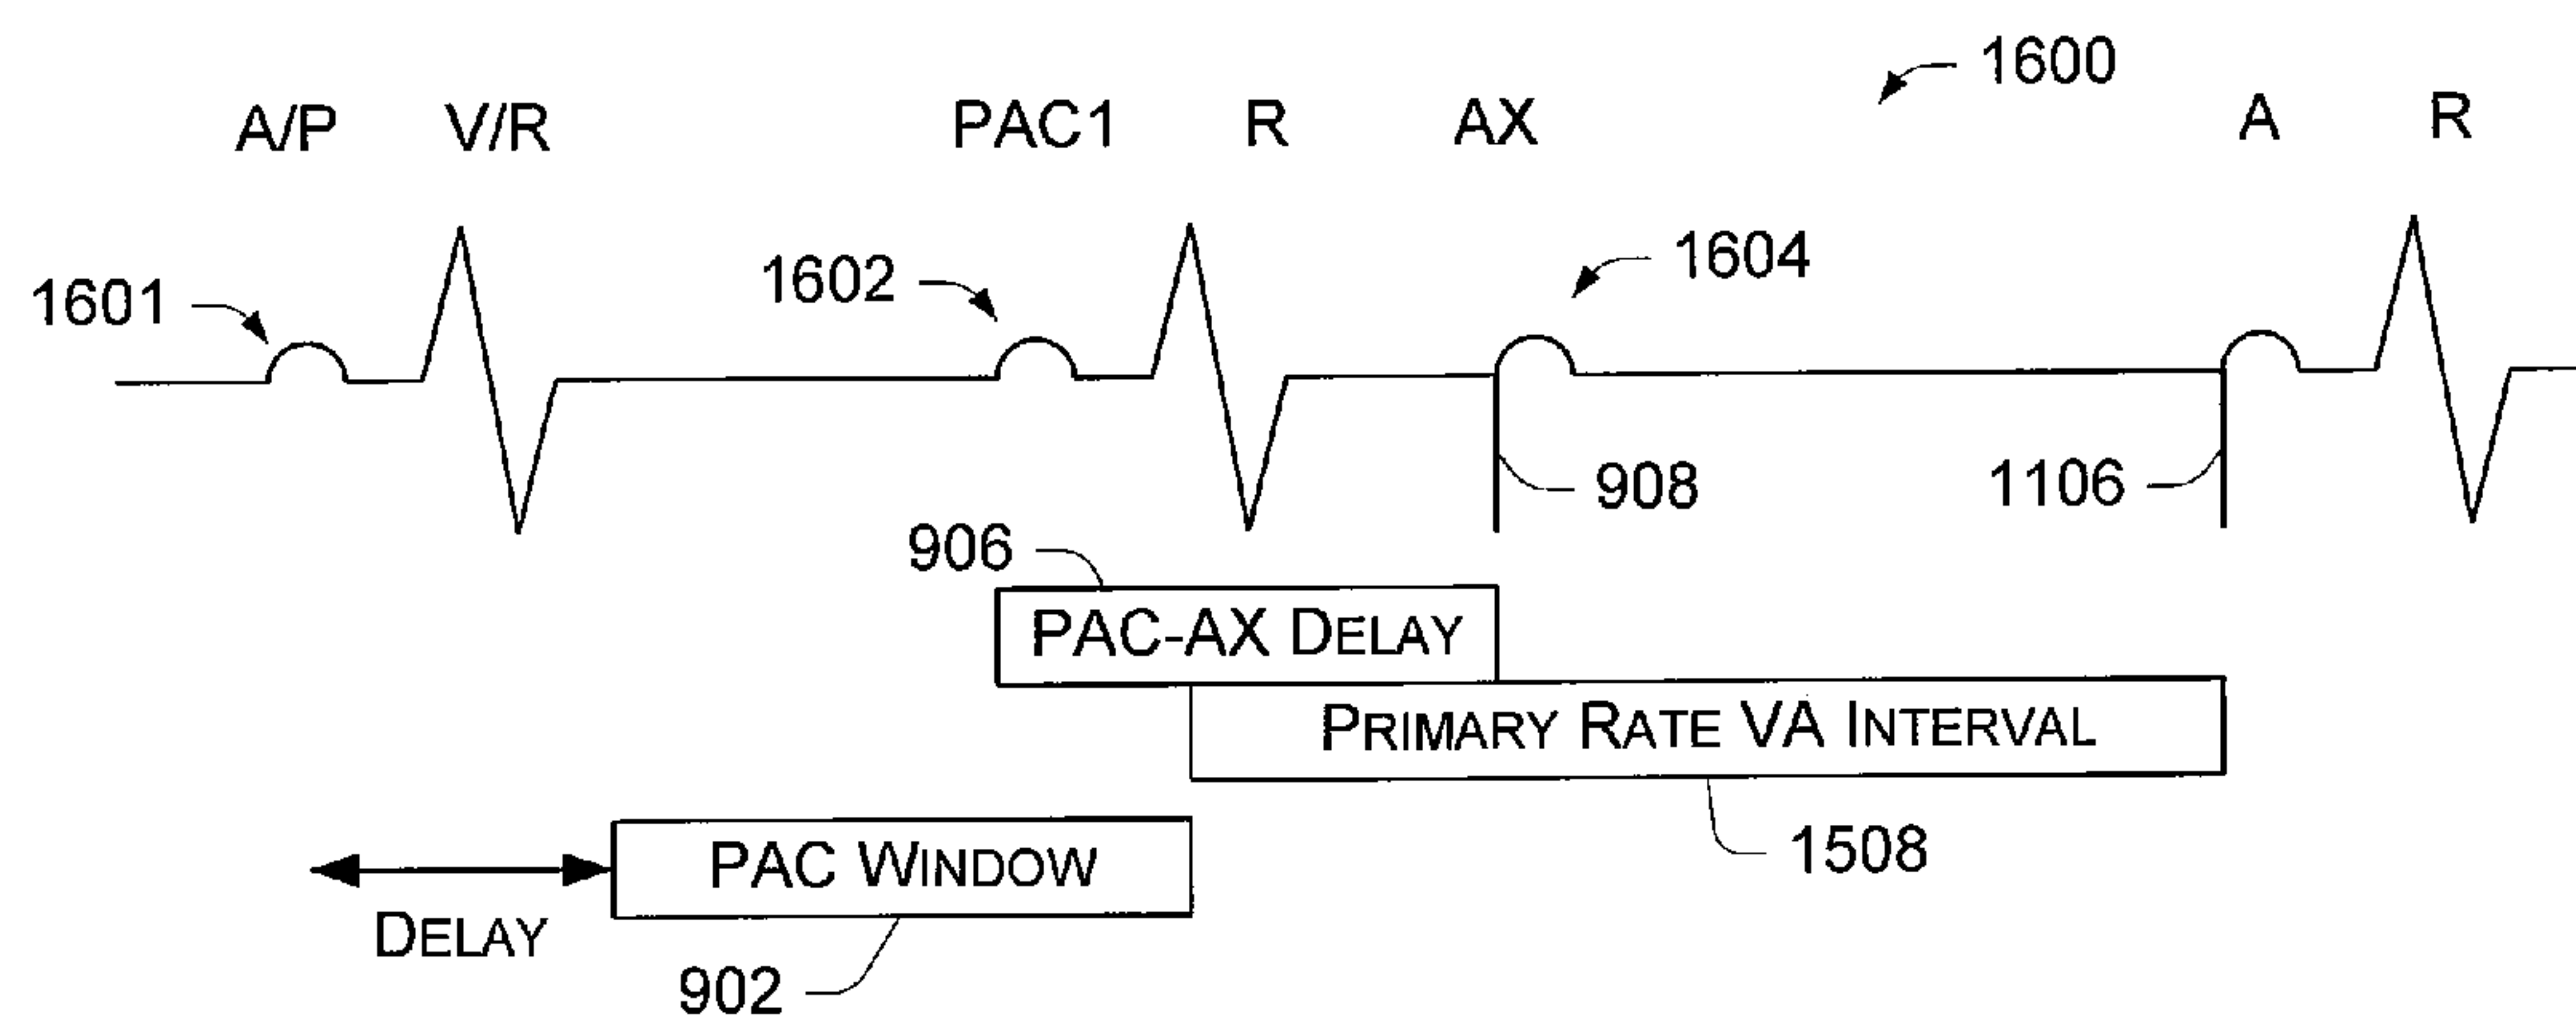 1600
A/P V/R PAC1 R AX A R
1601
1602
1604
908
1106
906
PAC-AX DELAY
PRIMARY RATE VA INTERVAL
PAC WINDOW
1508
DELAY
902